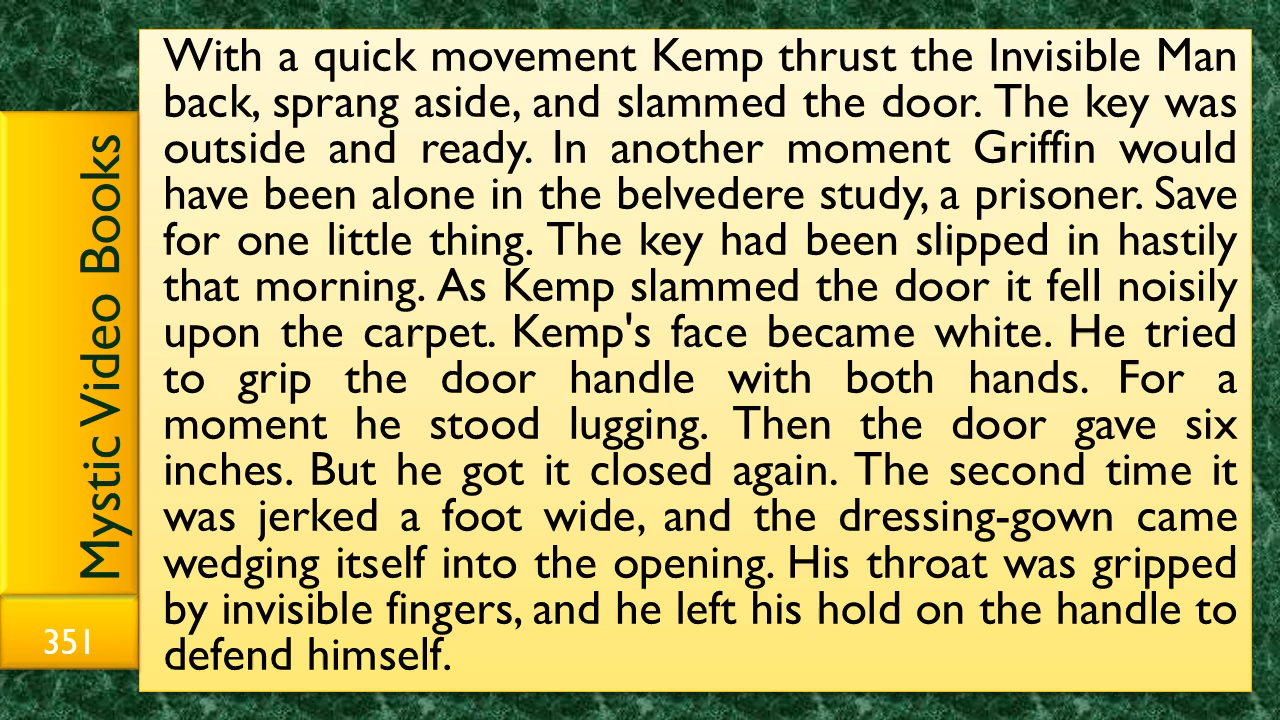 With a quick movement Kemp thrust the Invisible Man
back, sprang aside, and slammed the door. The key was
outside and ready. In another moment Griffin would
have been alone in the belvedere study, a prisoner. Save
for one little thing. The key had been slipped in hastily
that morning. As Kemp slammed the door it fell noisily
upon the carpet. Kemp's face became white. He tried
to grip the door handle with both hands. For a
moment he stood lugging. Then the door gave six
inches. But he got it closed again. The second time it
was jerked a foot wide, and the dressing-gown came
wedging itself into the opening. His throat was gripped
by invisible fingers, and he left his hold on the handle to
defend himself.
Mystic Video Books
351